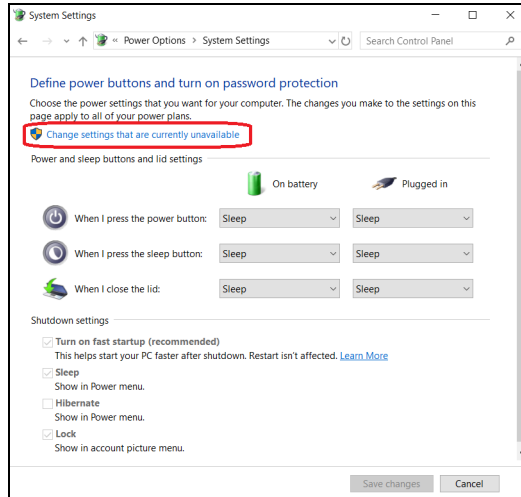 System Settings
« Power Options > System Settings
Search Control Panel
Define power buttons and turn on password protection
Choose the power settings that you want for your computer. The changes you make to the settings on this
page apply to all of your power plans.
Change settings that are currently unavailable
Power and sleep buttons and lid settings
On battery Plugged in
When I press the power button: Sleep Sleep
When I press the sleep button: Sleep Sleep
When I close the lid: Sleep Sleep
Shutdown settings
Turn on fast startup (recommended)
This helps start your PC faster after shutdown. Restart isn't affected. Learn More
Sleep
Show in Power menu.
Hibernate
Show in Power menu.
Lock
Show in account picture menu.
Save changes Cancel